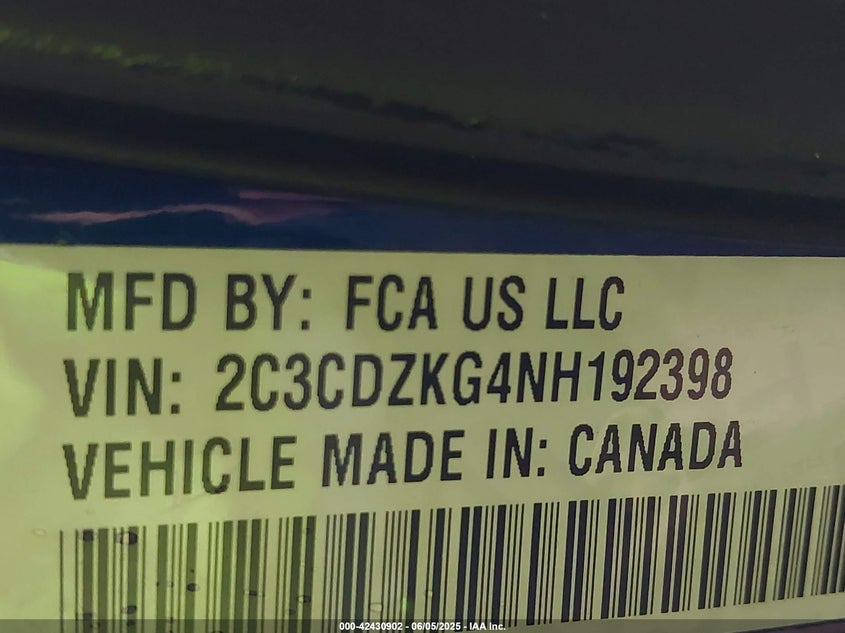 MFD BY: FCA US LLC
VIN: 2C3CDZKG4NH192398
VEHICLE MADE IN: CANADA
000-42430902 - 06/05/2025 - IAA Inc.